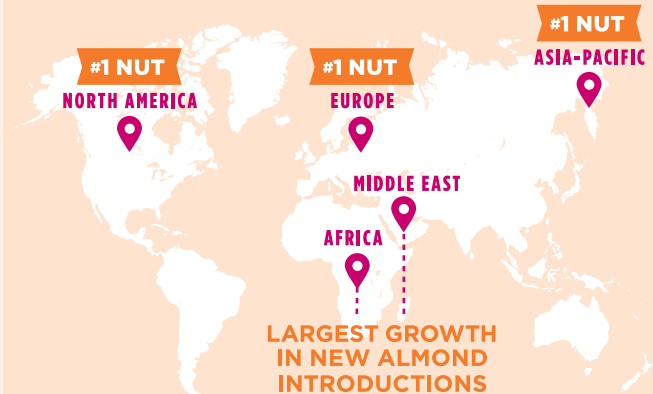 #1 NUT
NORTH AMERICA
#1 NUT
EUROPE
#1 NUT
ASIA-PACIFIC
MIDDLE EAST
AFRICA
LARGEST GROWTH
IN NEW ALMOND
INTRODUCTIONS